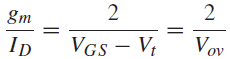 g_m / I_D = 2 / (V_GS − V_t) = 2 / V_ov